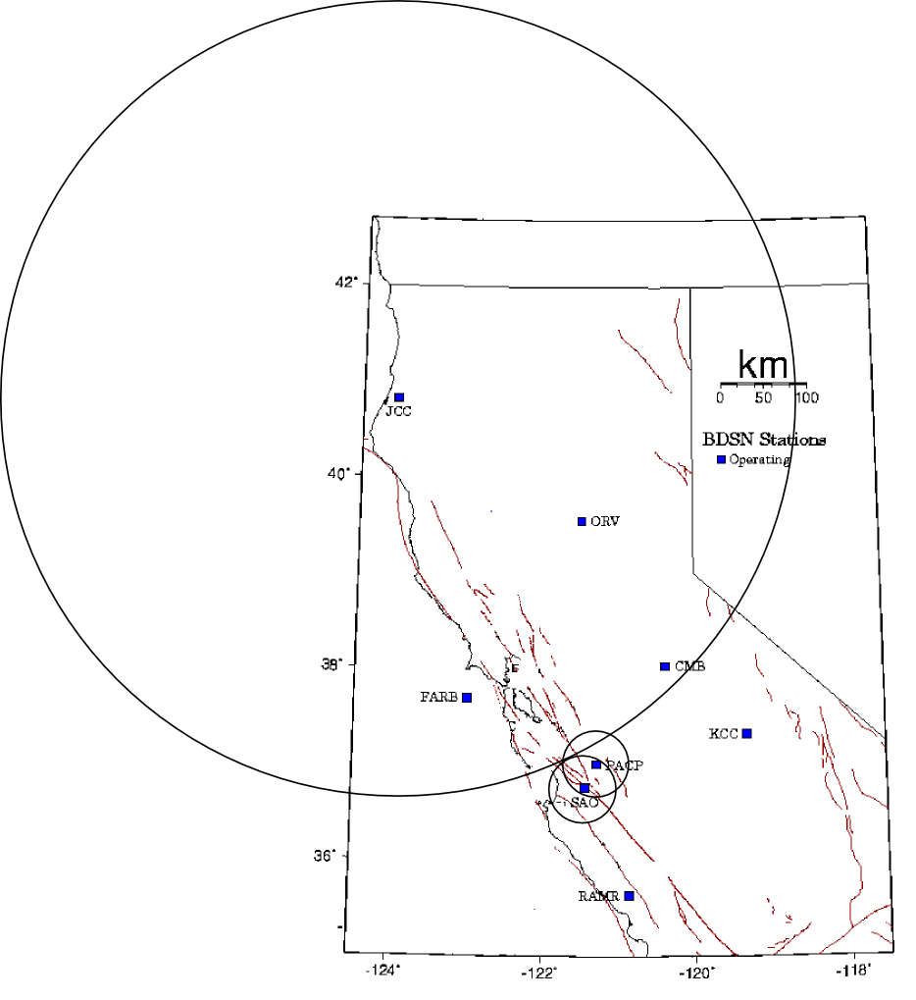 42°
km
0 50 100
JCC
BDSN Stations
Operating
40°
ORV
38°
CMB
FARB
KCC
PACP
SAO
36°
RAMR
-124°
-122°
-120°
-118°